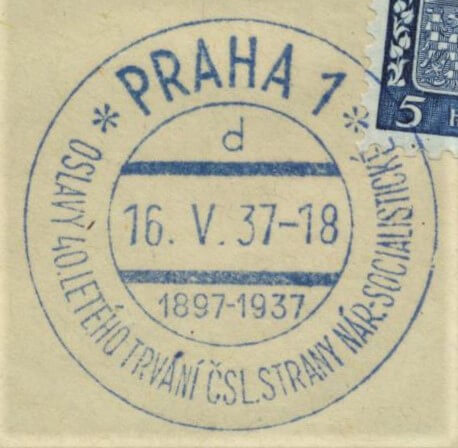 * PRAHA 1 *
d
16. V. 37-18
1897-1937
OSLAVY 40.LETÉHO TRVÁNÍ ČSL.STRANY NÁR.SOCIALISTICKÉ
5 H